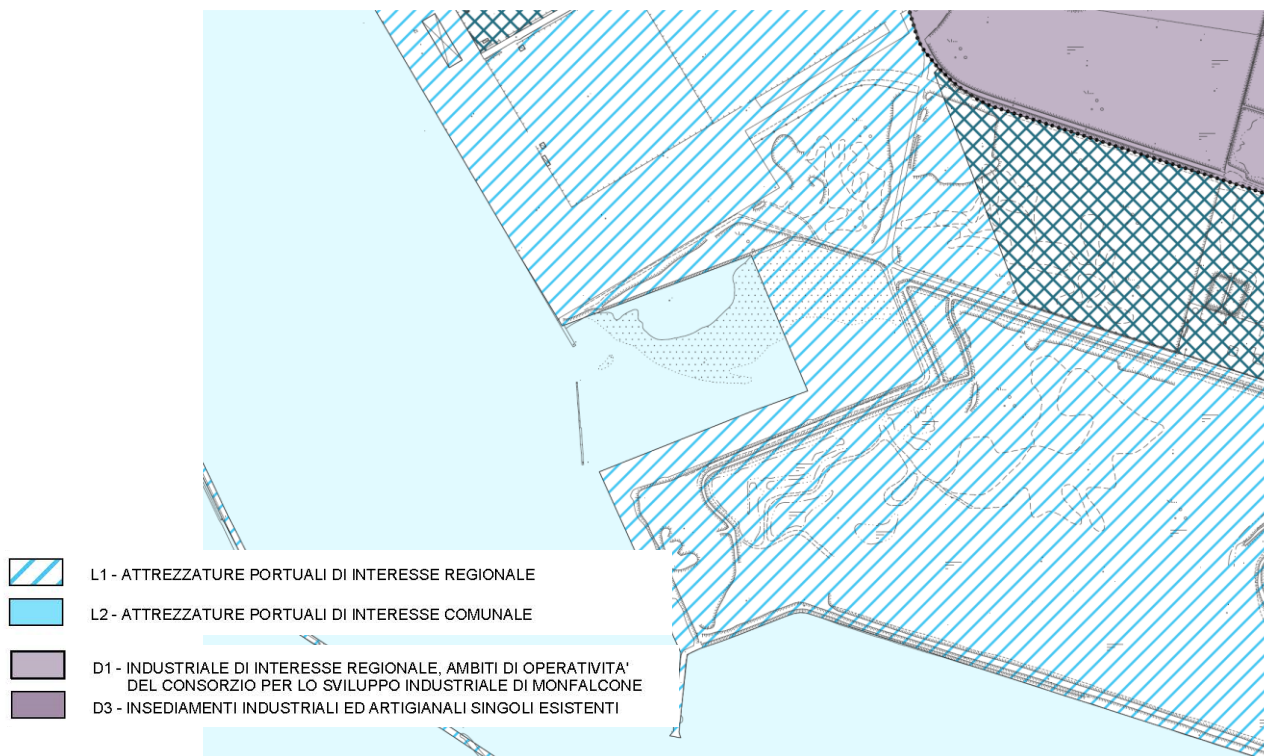 L1 - ATTREZZATURE PORTUALI DI INTERESSE REGIONALE
L2 - ATTREZZATURE PORTUALI DI INTERESSE COMUNALE
D1 - INDUSTRIALE DI INTERESSE REGIONALE, AMBITI DI OPERATIVITA'
DEL CONSORZIO PER LO SVILUPPO INDUSTRIALE DI MONFALCONE
D3 - INSEDIAMENTI INDUSTRIALI ED ARTIGIANALI SINGOLI ESISTENTI